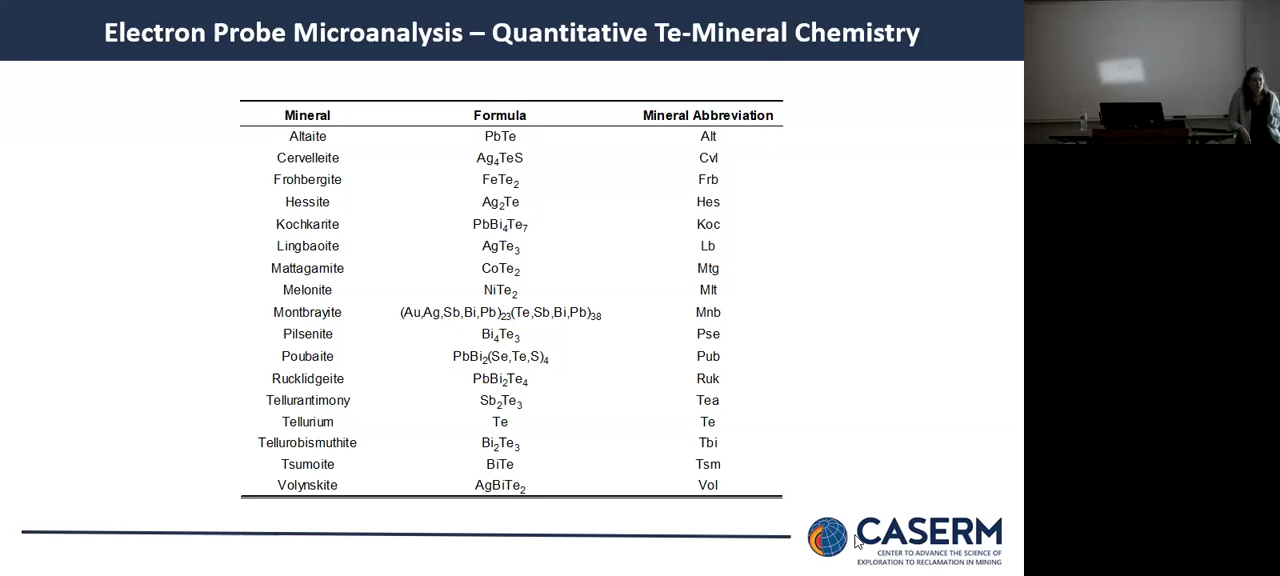 Electron Probe Microanalysis – Quantitative Te-Mineral Chemistry
Mineral Formula Mineral Abbreviation
Altaite PbTe Alt
Cervelleite Ag₄TeS Cvl
Frohbergite FeTe₂ Frb
Hessite Ag₂Te Hes
Kochkarite PbBi₄Te₇ Koc
Lingbaoite AgTe₃ Lb
Mattagamite CoTe₂ Mtg
Melonite NiTe₂ Mlt
Montbrayite (Au,Ag,Sb,Bi,Pb)₂₃(Te,Sb,Bi,Pb)₃₈ Mnb
Pilsenite Bi₄Te₃ Pse
Poubaite PbBi₂(Se,Te,S)₄ Pub
Rucklidgeite PbBi₂Te₄ Ruk
Tellurantimony Sb₂Te₃ Tea
Tellurium Te Te
Tellurobismuthite Bi₂Te₃ Tbi
Tsumoite BiTe Tsm
Volynskite AgBiTe₂ Vol
CASERM
CENTER TO ADVANCE THE SCIENCE OF
EXPLORATION TO RECLAMATION IN MINING